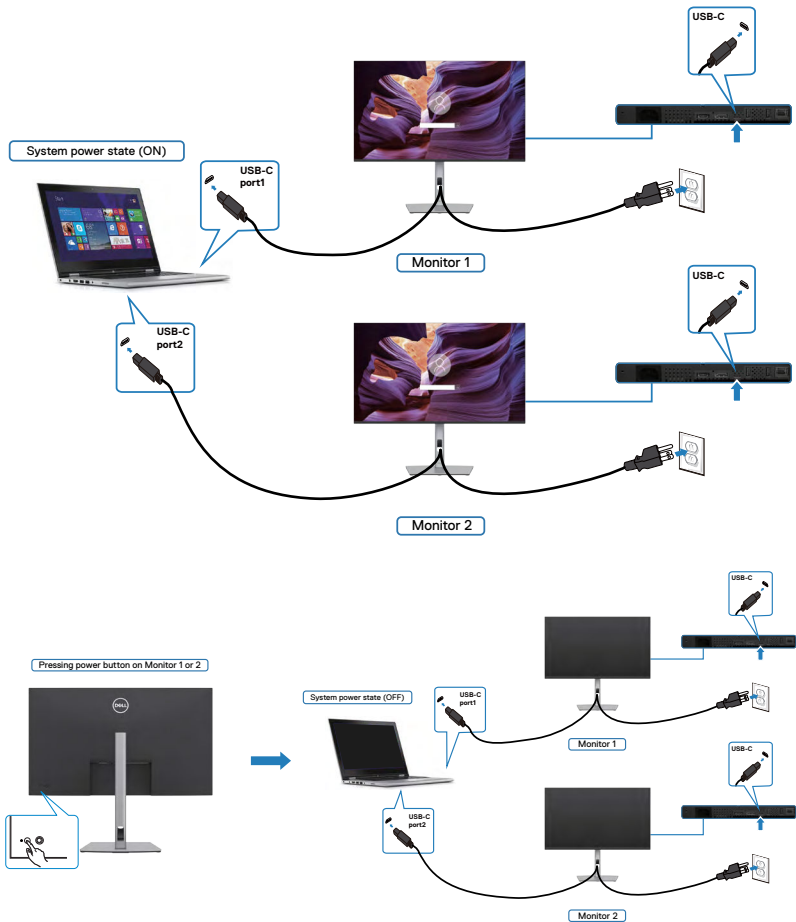 USB-C
System power state (ON)
USB-C
port1
Monitor 1
USB-C
USB-C
port2
Monitor 2
USB-C
Pressing power button on Monitor 1 or 2
System power state (OFF)
USB-C
port1
DELL
Monitor 1
USB-C
USB-C
port2
Monitor 2